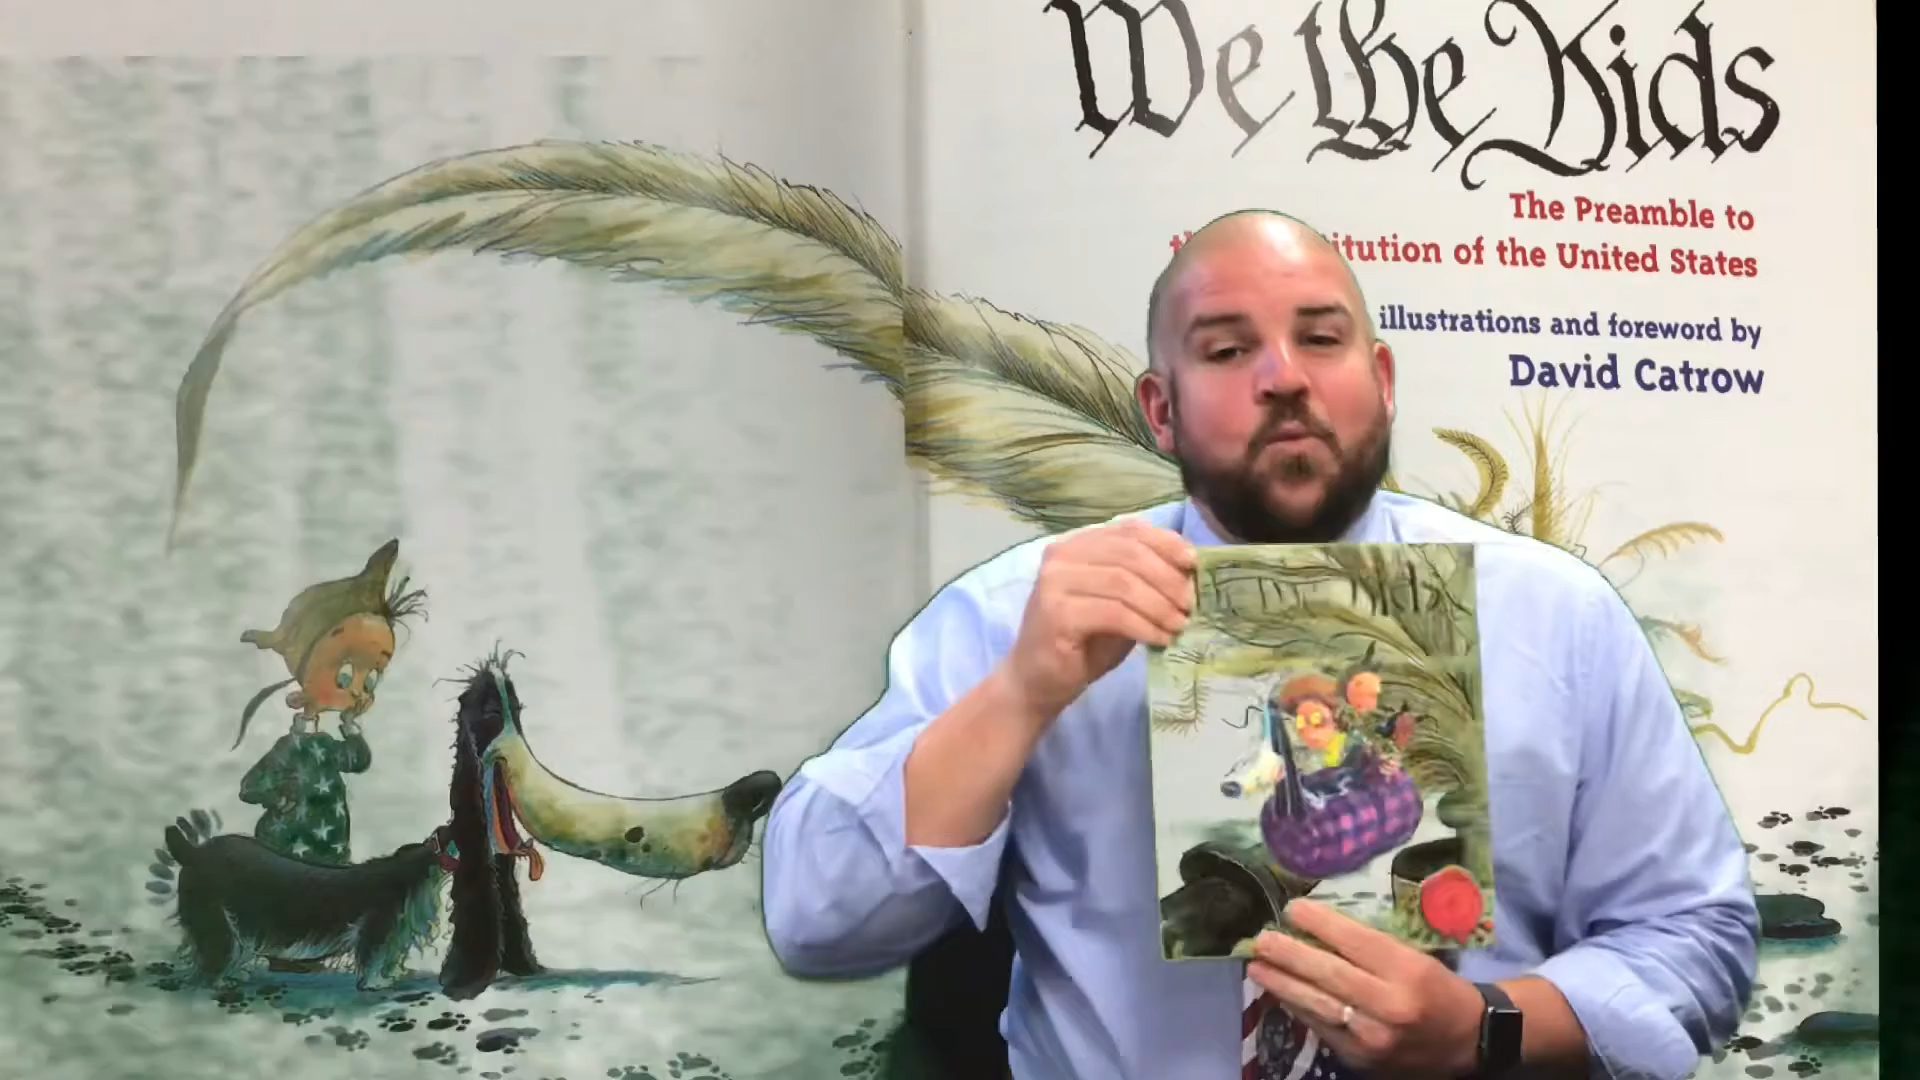 We the Kids
The Preamble to
itution of the United States
illustrations and foreword by
David Catrow